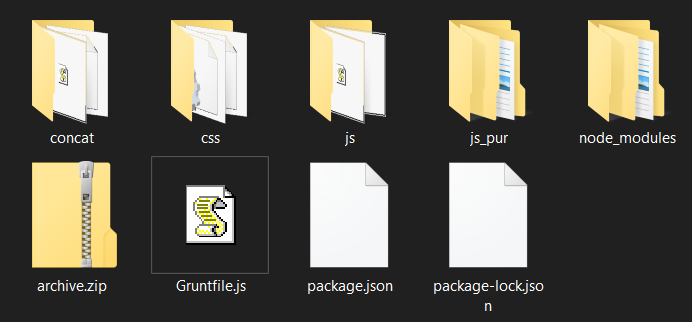 concat
css
js
js_pur
node_modules
archive.zip
Gruntfile.js
package.json
package-lock.jso
n